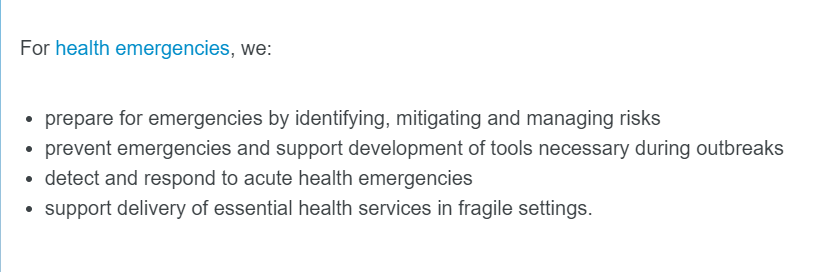 For health emergencies, we:
• prepare for emergencies by identifying, mitigating and managing risks
• prevent emergencies and support development of tools necessary during outbreaks
• detect and respond to acute health emergencies
• support delivery of essential health services in fragile settings.